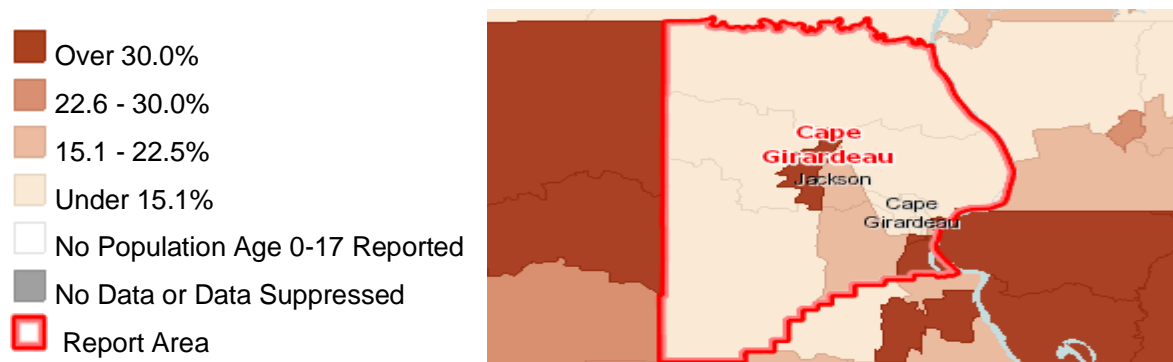 Over 30.0%
22.6 - 30.0%
15.1 - 22.5%
Under 15.1%
No Population Age 0-17 Reported
No Data or Data Suppressed
Report Area
Cape
Girardeau
Jackson
Cape
Girardeau